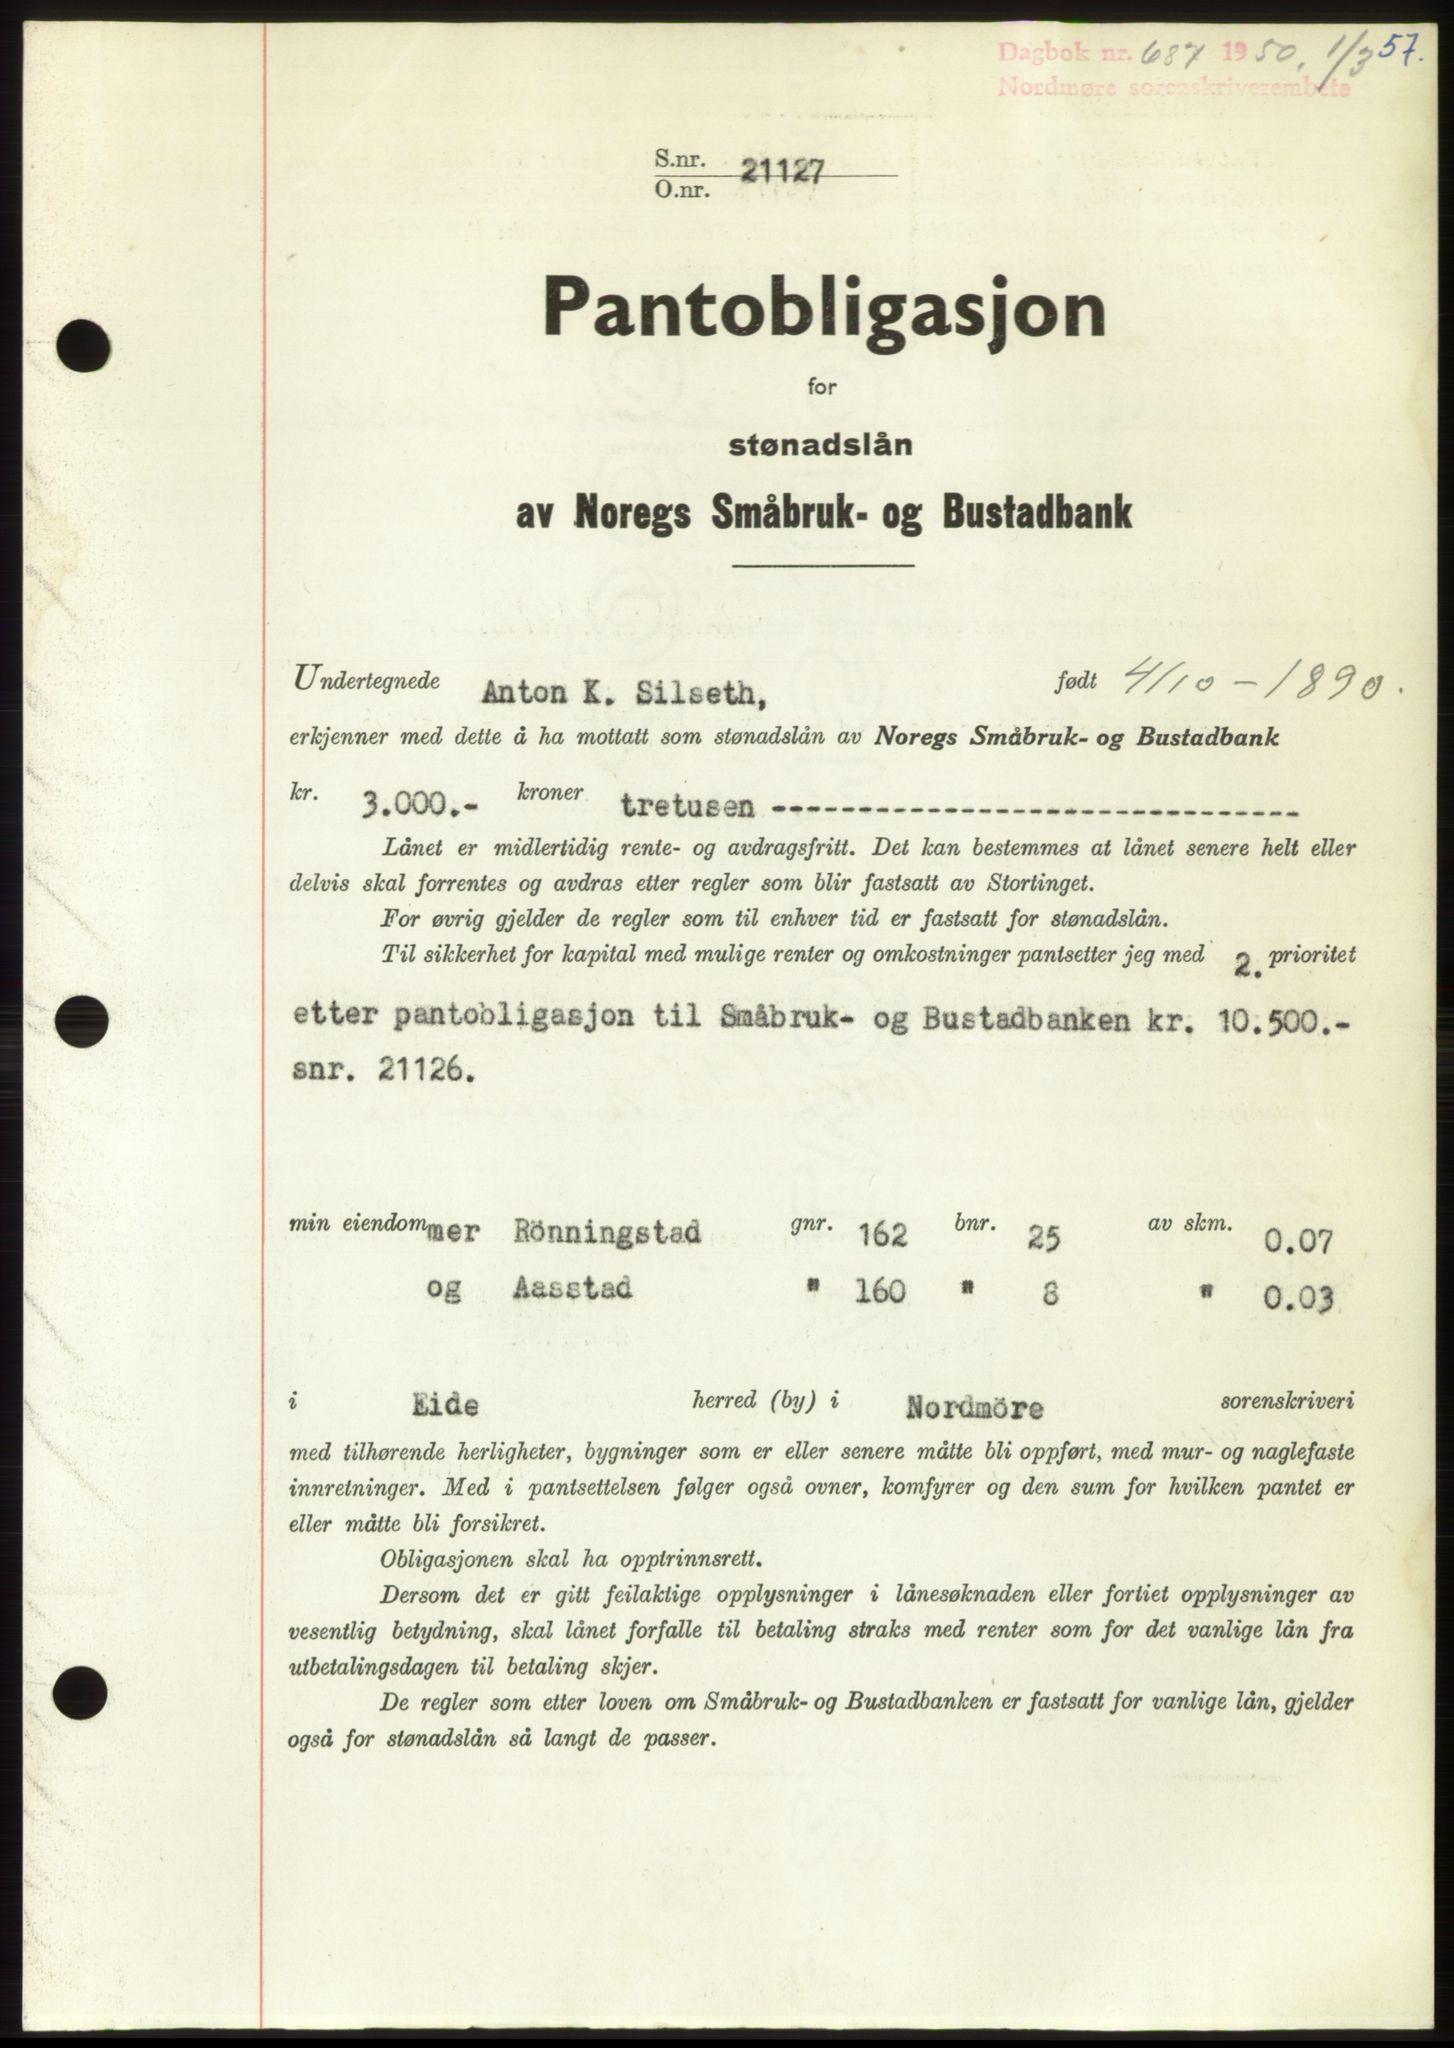 Dagbok nr. 687 1950, 1/3 57.
Nordmøre sorenskriverembete
S.nr.
21127
O.nr.
Pantobligasjon
for
stønadslån
av Noregs Småbruk- og Bustadbank
Undertegnede Anton K. Silseth, født 4/10 - 1890.
erkjenner med dette å ha mottatt som stønadslån av Noregs Småbruk- og Bustadbank
kr. 3.000.- kroner tretusen --------------------------------
Lånet er midlertidig rente- og avdragsfritt. Det kan bestemmes at lånet senere helt eller
delvis skal forrentes og avdras etter regler som blir fastsatt av Stortinget.
For øvrig gjelder de regler som til enhver tid er fastsatt for stønadslån.
Til sikkerhet for kapital med mulige renter og omkostninger pantsetter jeg med 2. prioritet
etter pantobligasjon til Småbruk- og Bustadbanken kr. 10.500.-
snr. 21126.
min eiendommer Rönningstad gnr. 162 bnr. 25 av skm. 0.07
og Aasstad " 160 " 8 " 0.03
i Eide herred (by) i Nordmöre sorenskriveri
med tilhørende herligheter, bygninger som er eller senere måtte bli oppført, med mur- og naglefaste
innretninger. Med i pantsettelsen følger også ovner, komfyrer og den sum for hvilken pantet er
eller måtte bli forsikret.
Obligasjonen skal ha opptrinnsrett.
Dersom det er gitt feilaktige opplysninger i lånesøknaden eller fortiet opplysninger av
vesentlig betydning, skal lånet forfalle til betaling straks med renter som for det vanlige lån fra
utbetalingsdagen til betaling skjer.
De regler som etter loven om Småbruk- og Bustadbanken er fastsatt for vanlige lån, gjelder
også for stønadslån så langt de passer.